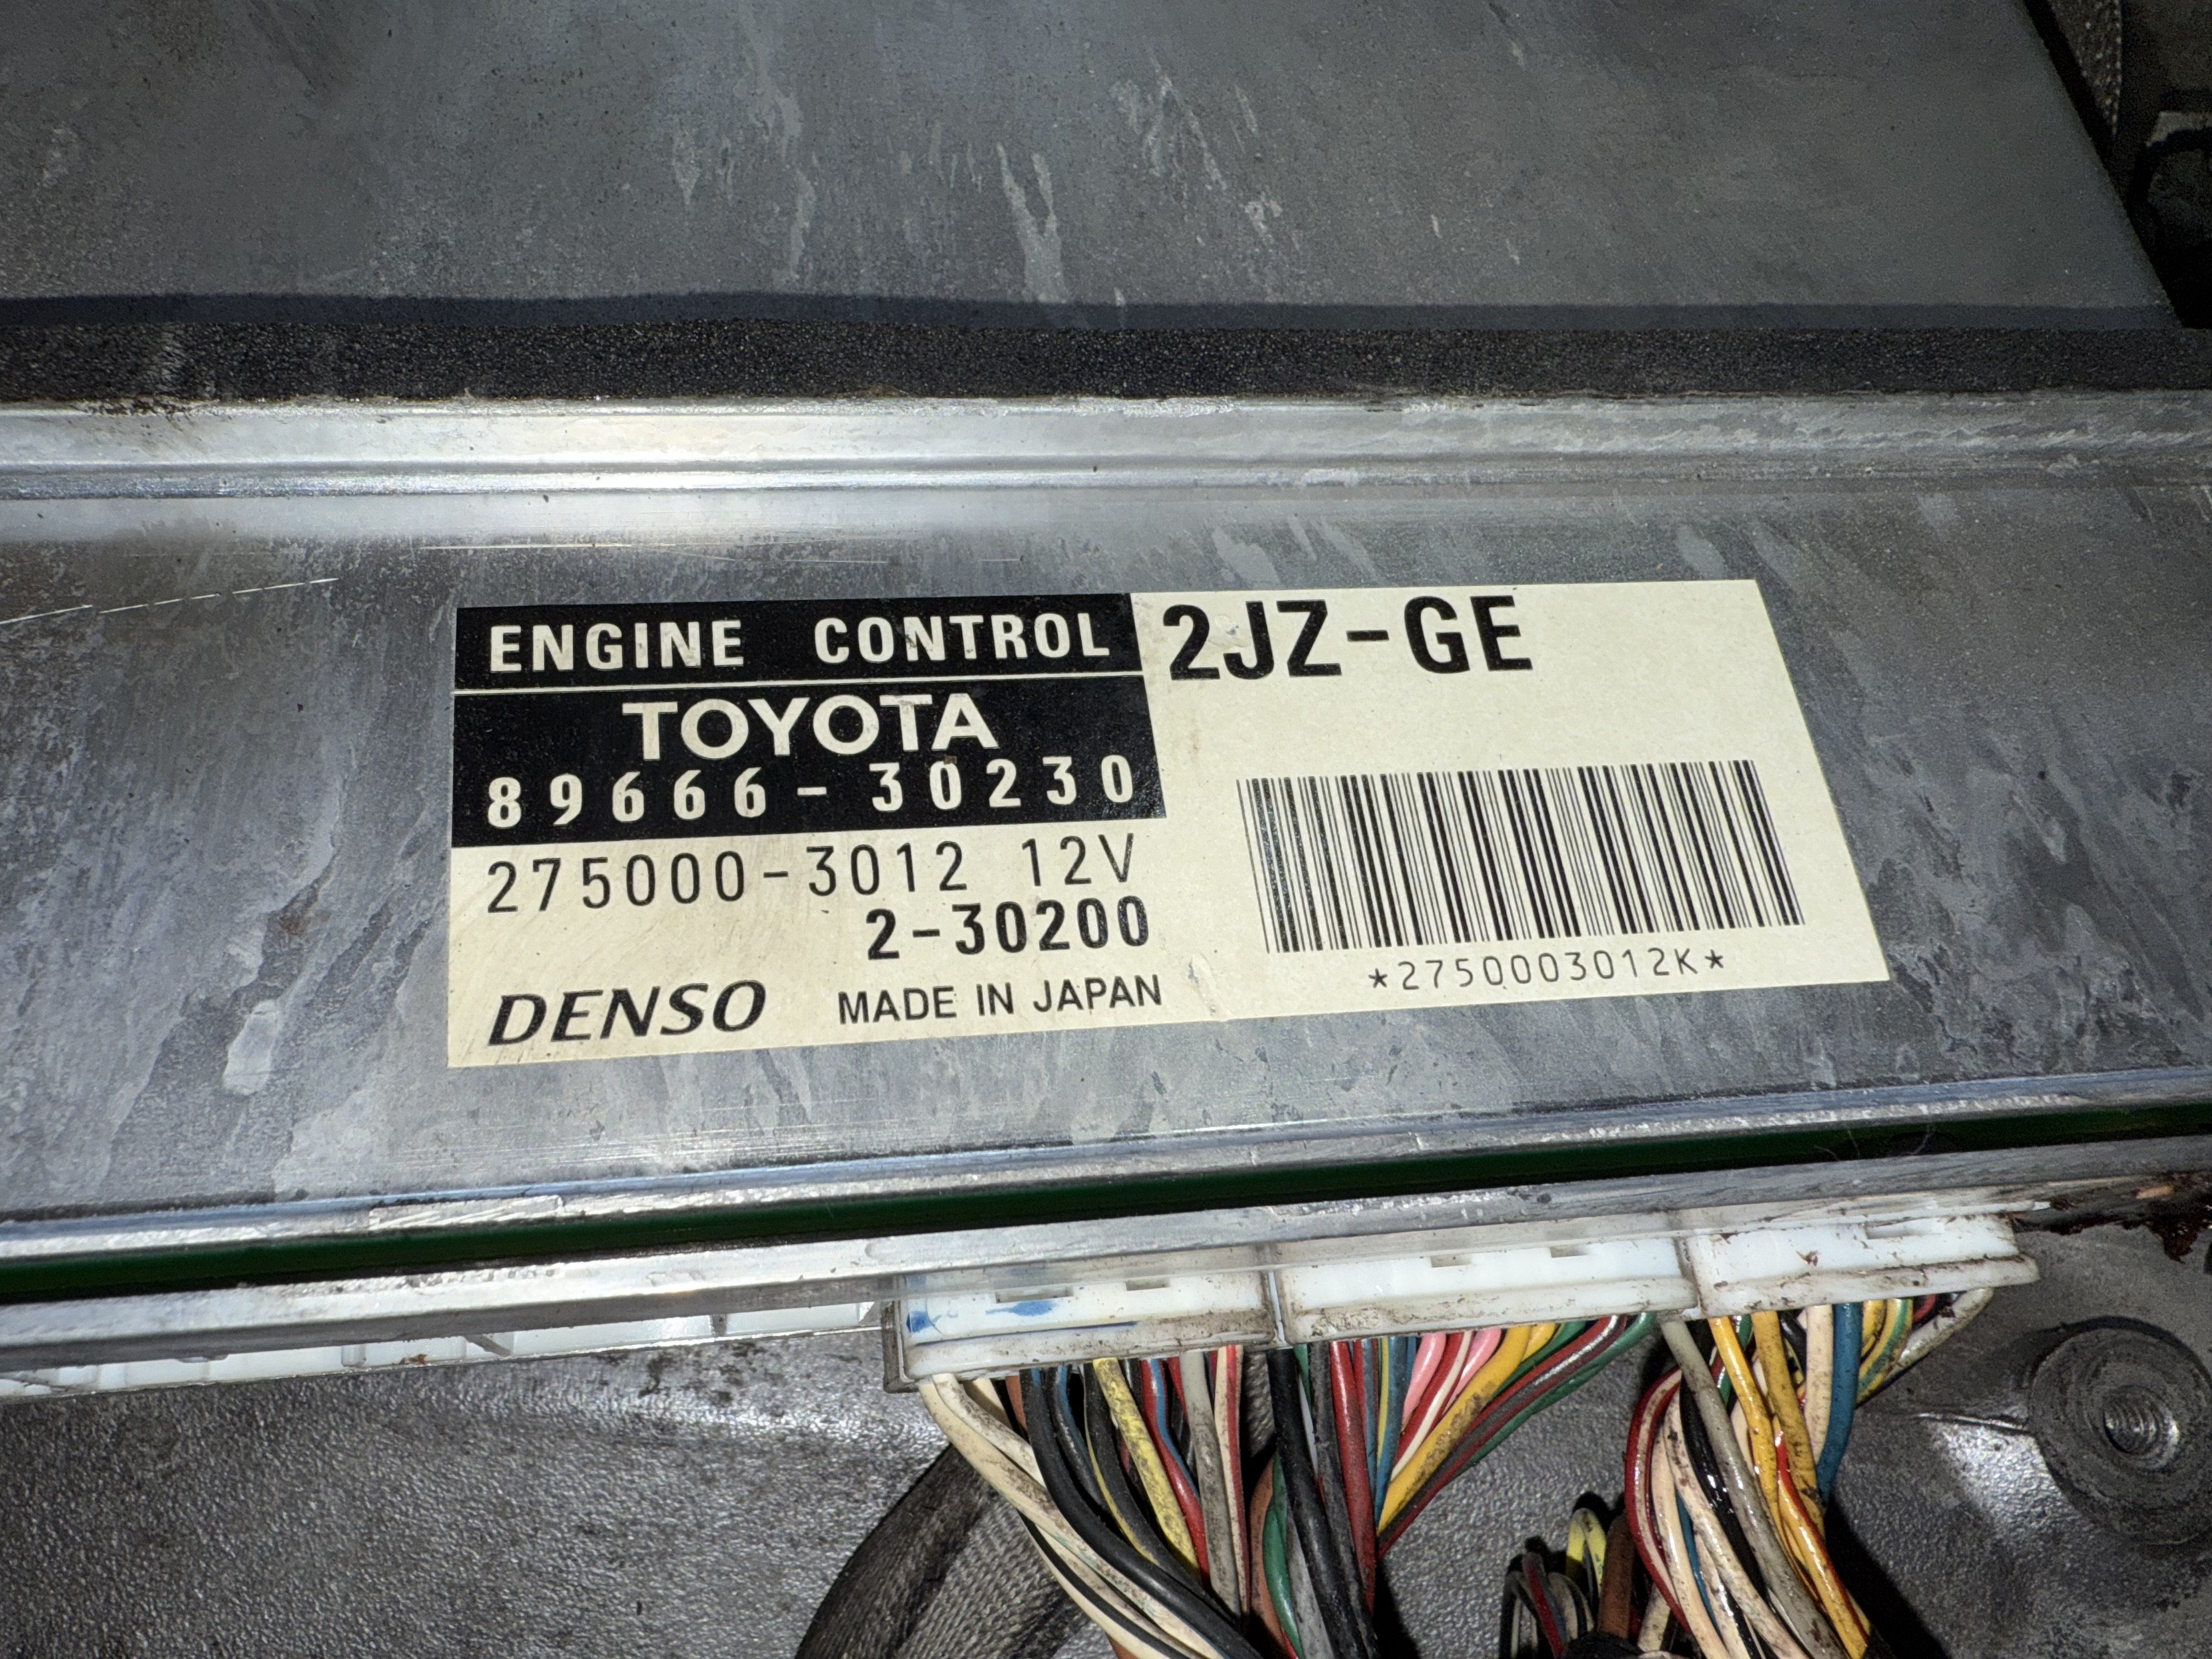 ENGINE CONTROL 2JZ-GE
TOYOTA
89666-30230
275000-3012 12V
2-30200
DENSO MADE IN JAPAN
*2750003012K*